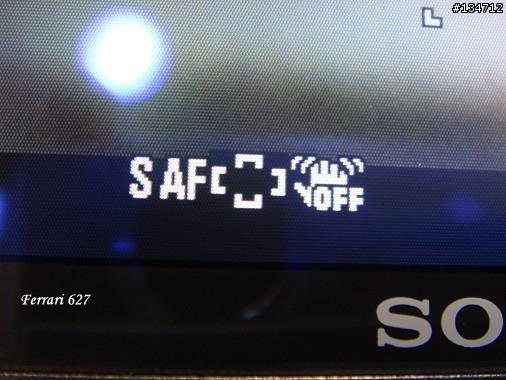 #134712
S AF
OFF
Ferrari 627
SO